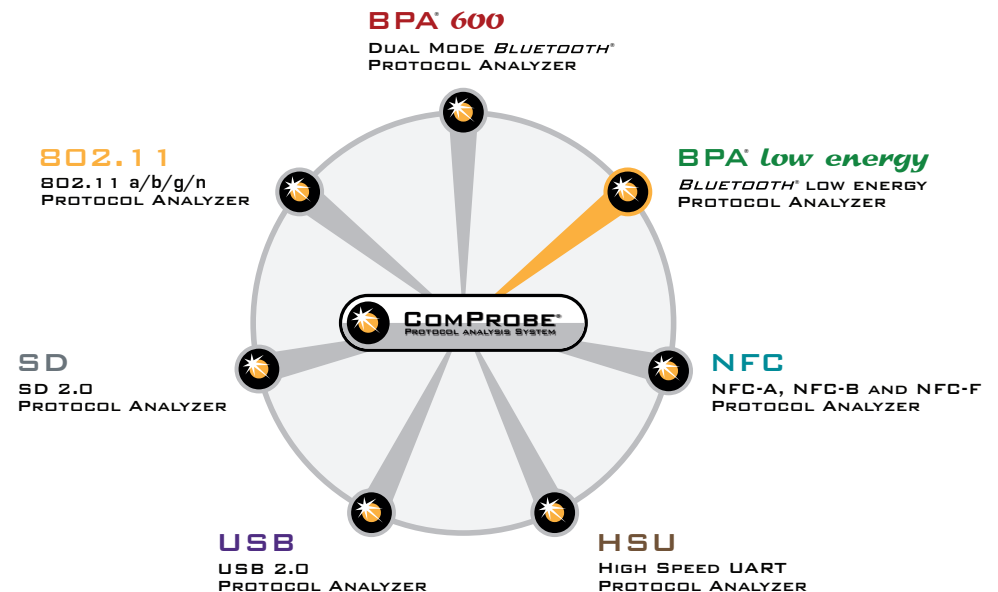 BPA® 600
DUAL MODE BLUETOOTH®
PROTOCOL ANALYZER
802.11
802.11 a/b/g/n
PROTOCOL ANALYZER
BPA® low energy
BLUETOOTH® LOW ENERGY
PROTOCOL ANALYZER
COMPROBE®
PROTOCOL ANALYSIS SYSTEM
SD
SD 2.0
PROTOCOL ANALYZER
NFC
NFC-A, NFC-B AND NFC-F
PROTOCOL ANALYZER
USB
USB 2.0
PROTOCOL ANALYZER
HSU
HIGH SPEED UART
PROTOCOL ANALYZER